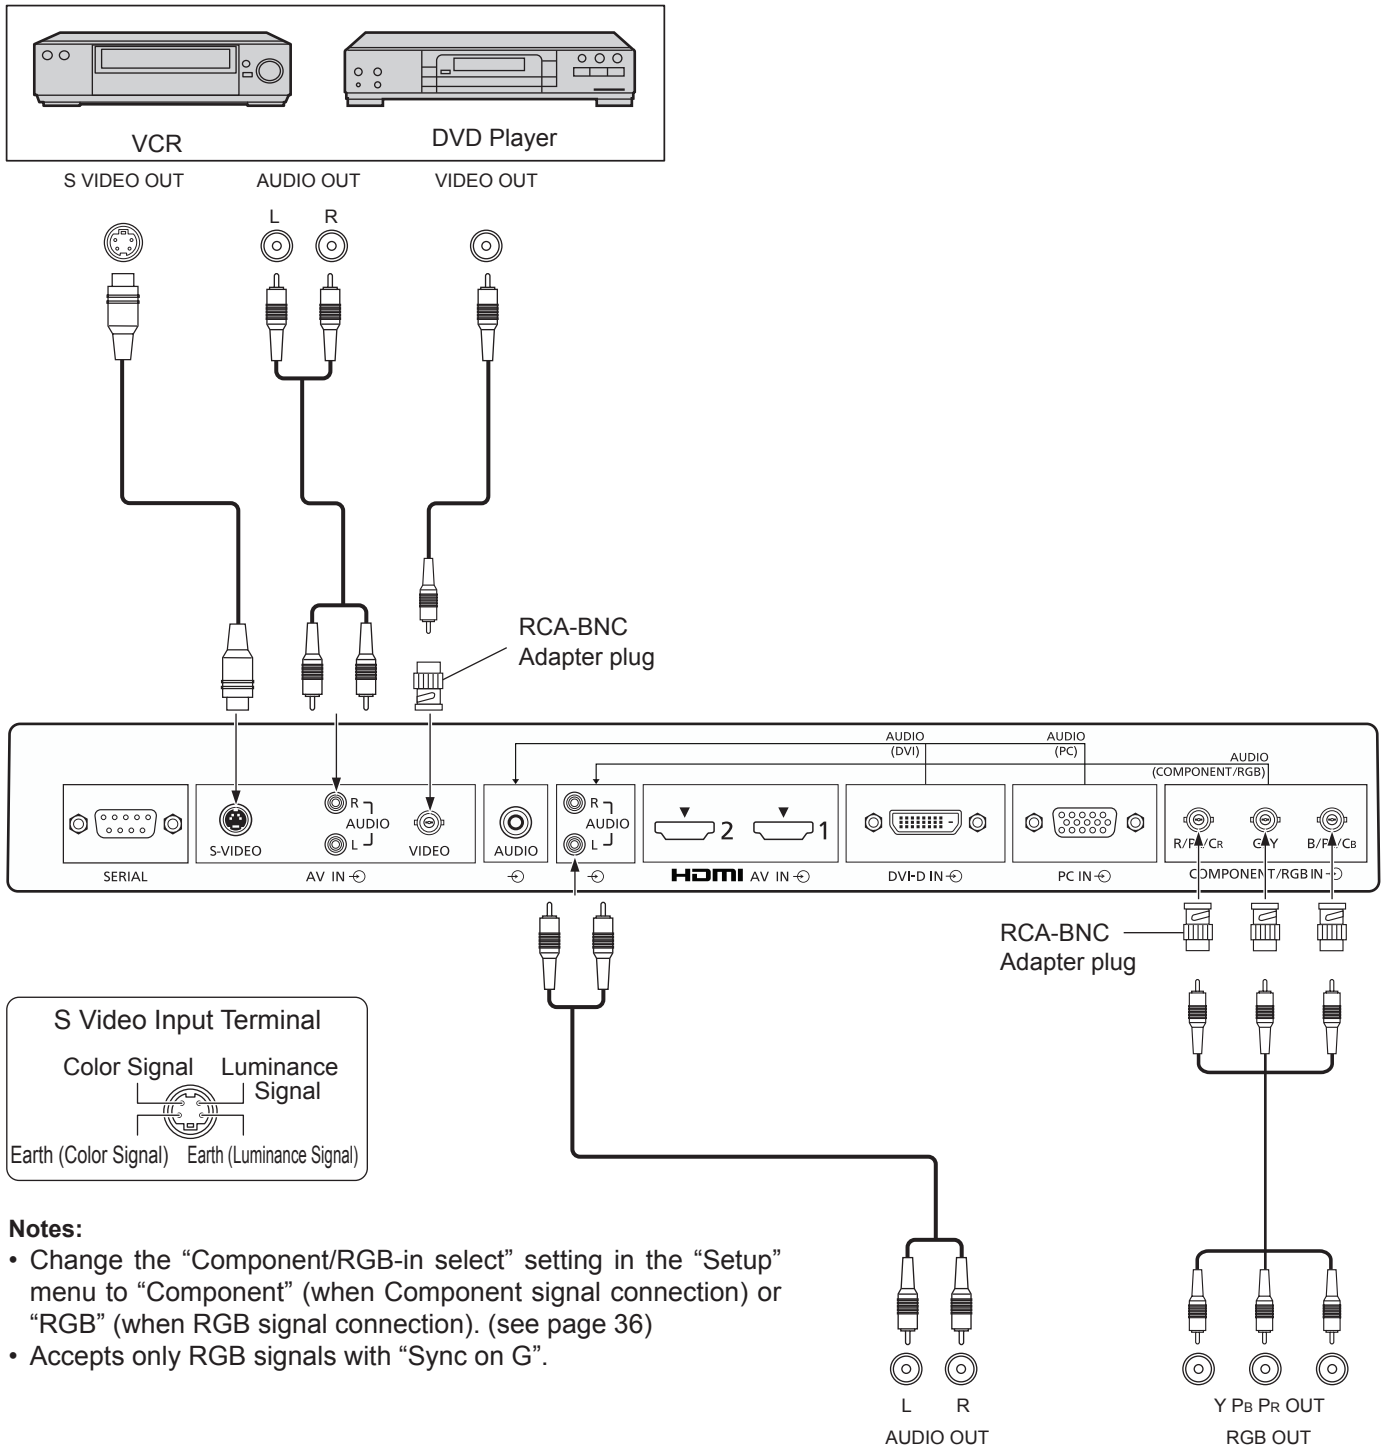 VCR
DVD Player
S VIDEO OUT
AUDIO OUT
VIDEO OUT
L
R
RCA-BNC
Adapter plug
AUDIO
(DVI)
AUDIO
(PC)
AUDIO
(COMPONENT/RGB)
R
AUDIO
L
R
AUDIO
L
2
1
S-VIDEO
VIDEO
AUDIO
R/PR/CR
G/Y
B/PB/CB
SERIAL
AV IN
HDMI AV IN
DVI-D IN
PC IN
COMPONENT/RGB IN
RCA-BNC
Adapter plug
S Video Input Terminal
Color Signal
Luminance
Signal
Earth (Color Signal)
Earth (Luminance Signal)
Notes:
• Change the “Component/RGB-in select” setting in the “Setup”
menu to “Component” (when Component signal connection) or
“RGB” (when RGB signal connection). (see page 36)
• Accepts only RGB signals with “Sync on G”.
L
R
AUDIO OUT
Y PB PR OUT
RGB OUT